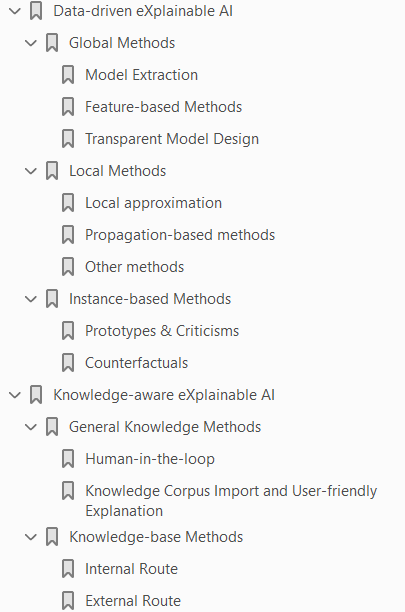 Data-driven eXplainable AI
Global Methods
Model Extraction
Feature-based Methods
Transparent Model Design
Local Methods
Local approximation
Propagation-based methods
Other methods
Instance-based Methods
Prototypes & Criticisms
Counterfactuals
Knowledge-aware eXplainable AI
General Knowledge Methods
Human-in-the-loop
Knowledge Corpus Import and User-friendly
Explanation
Knowledge-base Methods
Internal Route
External Route